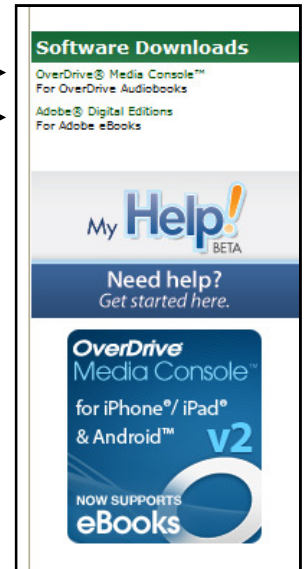 Software Downloads
OverDrive® Media Console™
For OverDrive Audiobooks
Adobe® Digital Editions
For Adobe eBooks
My Help!
BETA
Need help?
Get started here.
OverDrive®
Media Console™
for iPhone®/ iPad®
& Android™ v2
NOW SUPPORTS
eBooks